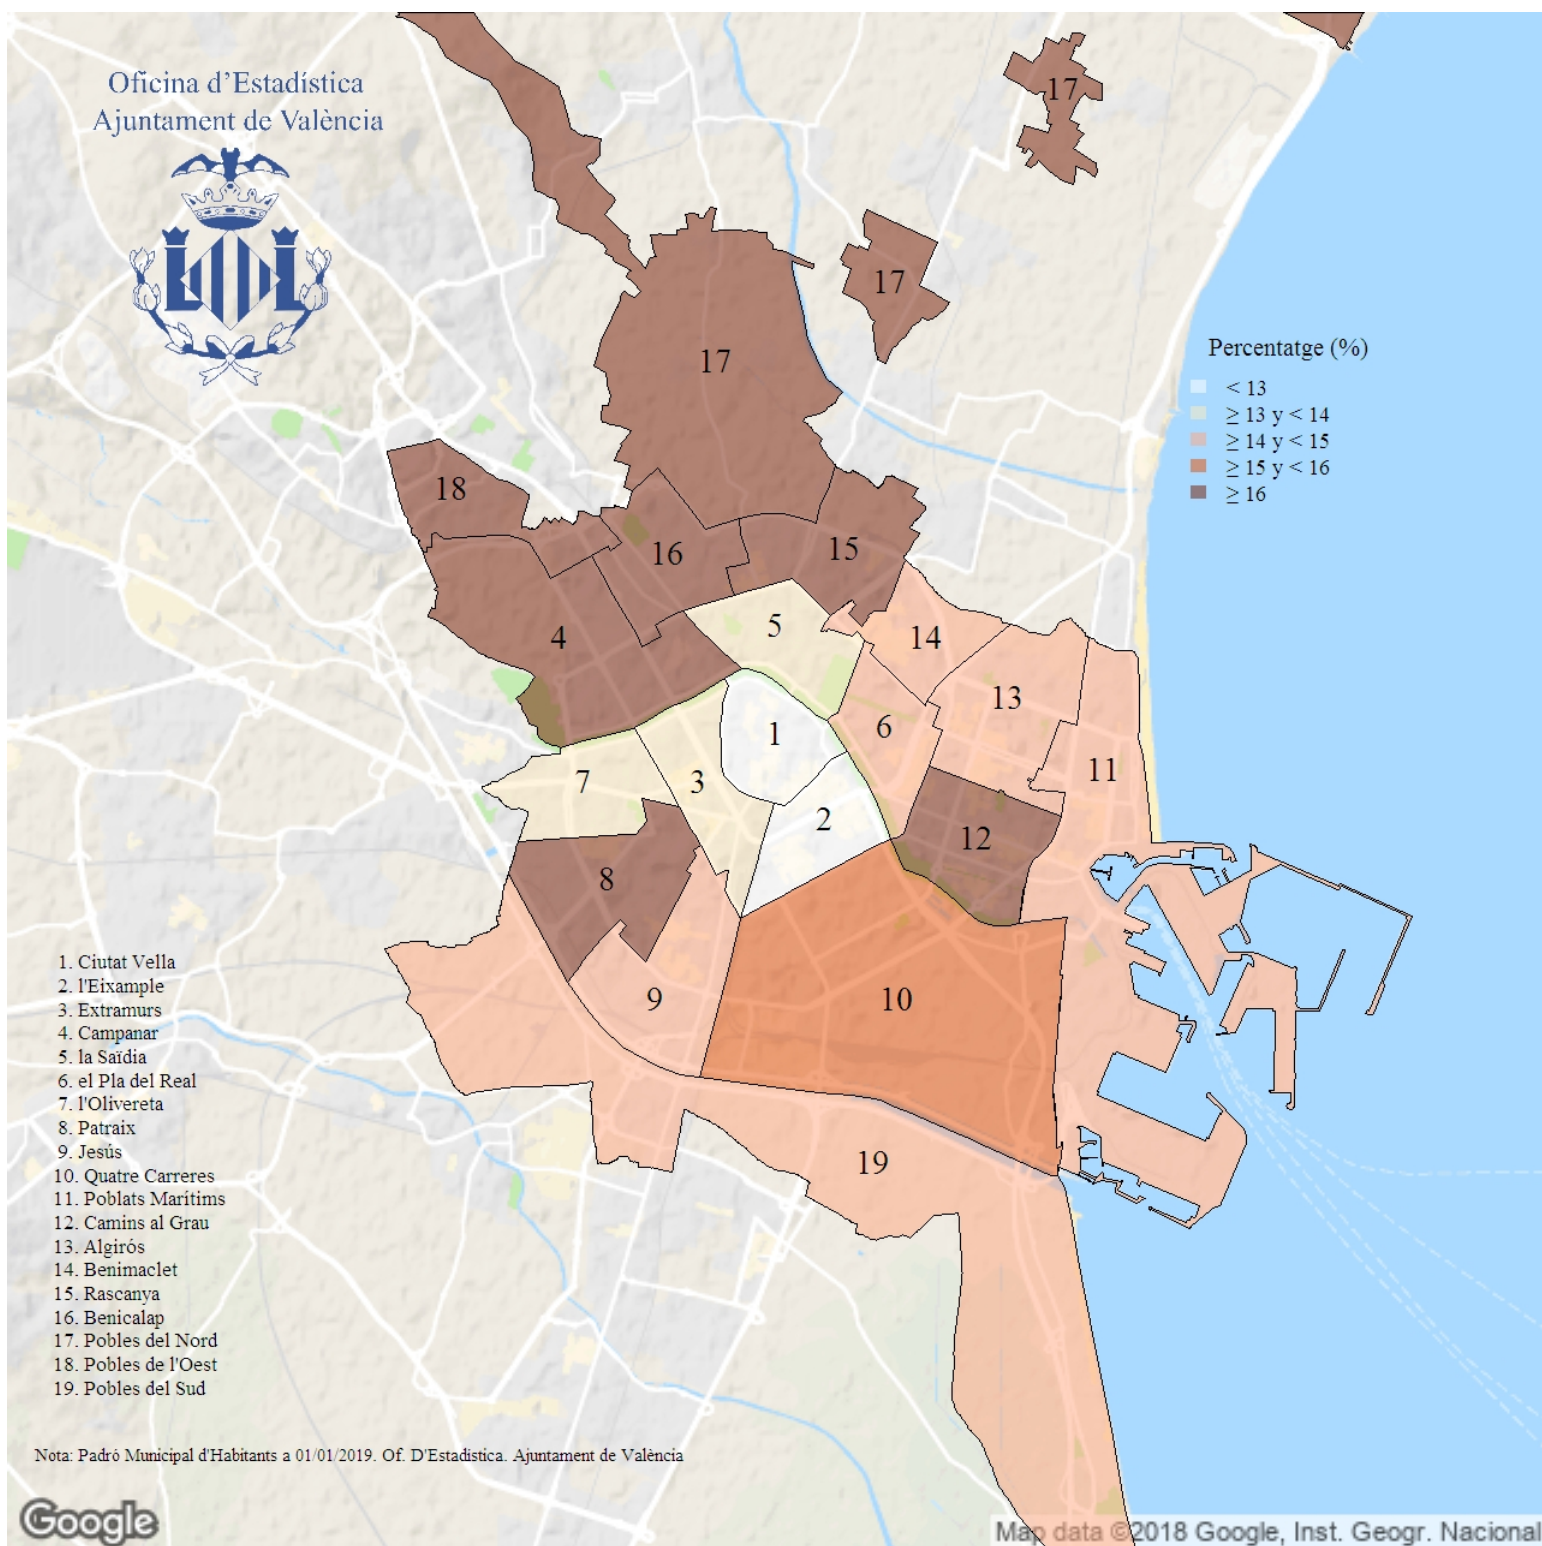 Oficina d'Estadística
Ajuntament de València
17
17
17
18
16
15
4
5
14
13
6
1
11
7
3
2
12
8
10
9
19
Percentatge (%)
< 13
≥ 13 y < 14
≥ 14 y < 15
≥ 15 y < 16
≥ 16
1. Ciutat Vella
2. l'Eixample
3. Extramurs
4. Campanar
5. la Saïdia
6. el Pla del Real
7. l'Olivereta
8. Patraix
9. Jesús
10. Quatre Carreres
11. Poblats Marítims
12. Camins al Grau
13. Algirós
14. Benimaclet
15. Rascanya
16. Benicalap
17. Pobles del Nord
18. Pobles de l'Oest
19. Pobles del Sud
Nota: Padró Municipal d'Habitants a 01/01/2019. Of. D'Estadística. Ajuntament de València
Google
Map data ©2018 Google, Inst. Geogr. Nacional